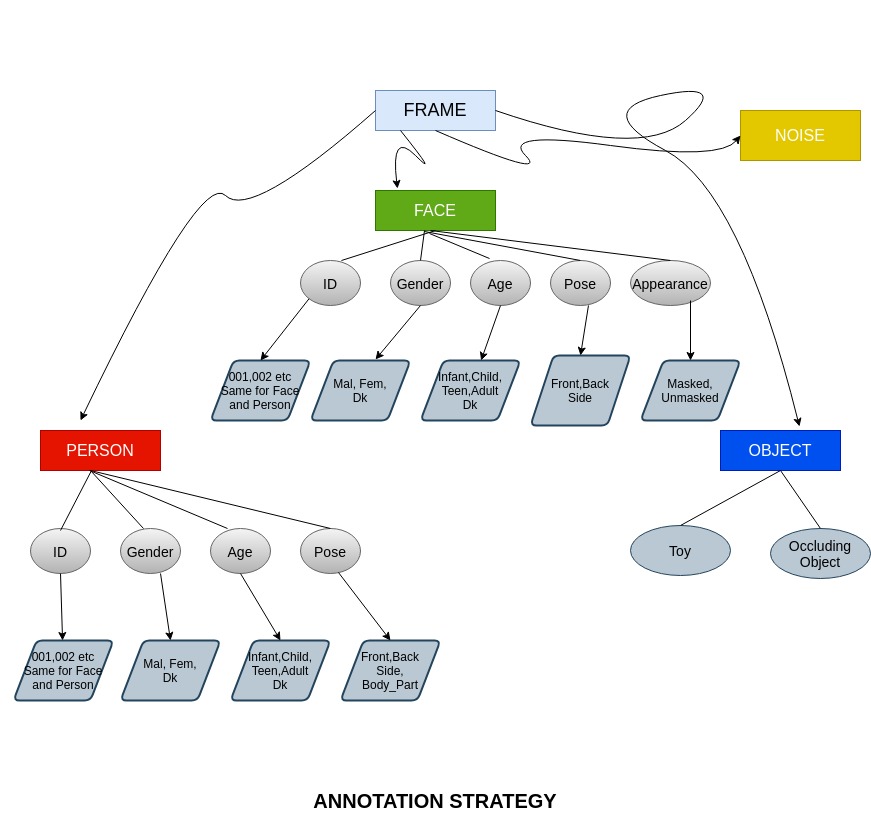 FRAME
NOISE
FACE
ID
Gender
Age
Pose
Appearance
001,002 etc
Same for Face
and Person
Mal, Fem,
Dk
Infant,Child,
Teen,Adult
Dk
Front,Back
Side
Masked,
Unmasked
PERSON
OBJECT
ID
Gender
Age
Pose
Toy
Occluding
Object
001,002 etc
Same for Face
and Person
Mal, Fem,
Dk
Infant,Child,
Teen,Adult
Dk
Front,Back
Side,
Body_Part
ANNOTATION STRATEGY